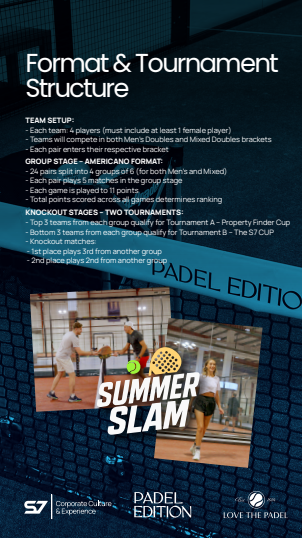 Format & Tournament
Structure
TEAM SETUP:
- Each team: 4 players (must include at least 1 female player)
- Teams will compete in both Men's Doubles and Mixed Doubles brackets
- Each pair enters their respective bracket
GROUP STAGE – AMERICANO FORMAT:
- 24 pairs split into 4 groups of 6 (for both Men's and Mixed)
- Each pair plays 5 matches in the group stage
- Each game is played to 11 points
- Total points scored across all games determines ranking
KNOCKOUT STAGES – TWO TOURNAMENTS:
- Top 3 teams from each group qualify for Tournament A – Property Finder Cup
- Bottom 3 teams from each group qualify for Tournament B – The S7 CUP
- Knockout matches:
- 1st place plays 3rd from another group
- 2nd place plays 2nd from another group
PADEL EDITIO
SUMMER
SLAM
S7
Corporate Culture
& Experience
PADEL
EDITION
LOVE THE PADEL